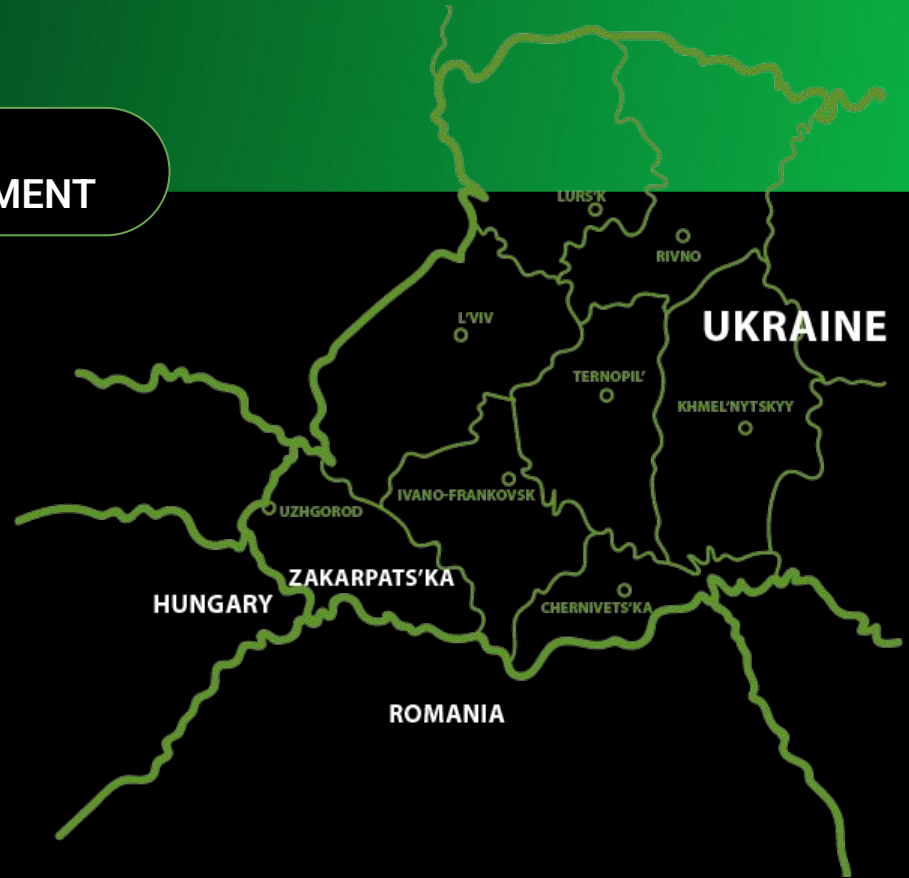 MENT
LURS'K
RIVNO
L'VIV
UKRAINE
TERNOPIL'
KHMEL'NYTSKYY
IVANO-FRANKOVSK
UZHGOROD
ZAKARPATS'KA
HUNGARY
CHERNIVETS'KA
ROMANIA